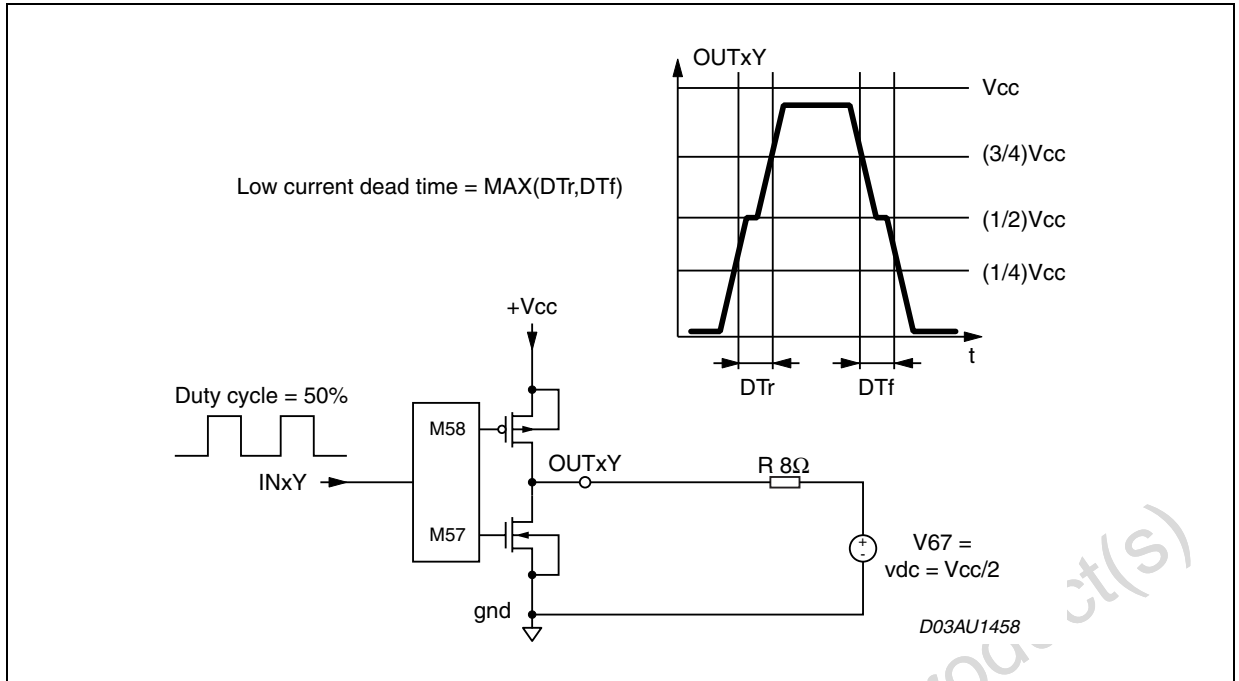 OUTxY
Vcc
(3/4)Vcc
Low current dead time = MAX(DTr,DTf)
(1/2)Vcc
(1/4)Vcc
+Vcc
t
DTr
DTf
Duty cycle = 50%
M58
OUTxY
R 8Ω
INxY
M57
V67 =
vdc = Vcc/2
+
-
gnd
D03AU1458